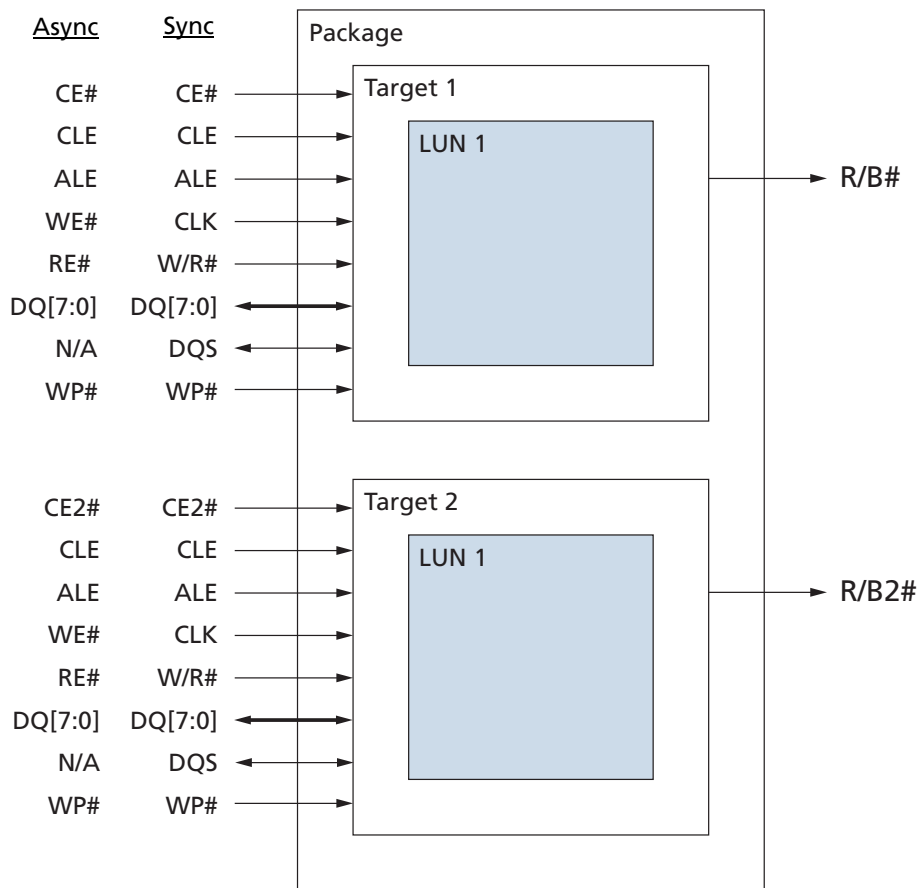 Async Sync Package
Target 1
CE# CE#
CLE CLE LUN 1
ALE ALE R/B#
WE# CLK
RE# W/R#
DQ[7:0] DQ[7:0]
N/A DQS
WP# WP#
Target 2
CE2# CE2#
CLE CLE LUN 1
ALE ALE R/B2#
WE# CLK
RE# W/R#
DQ[7:0] DQ[7:0]
N/A DQS
WP# WP#